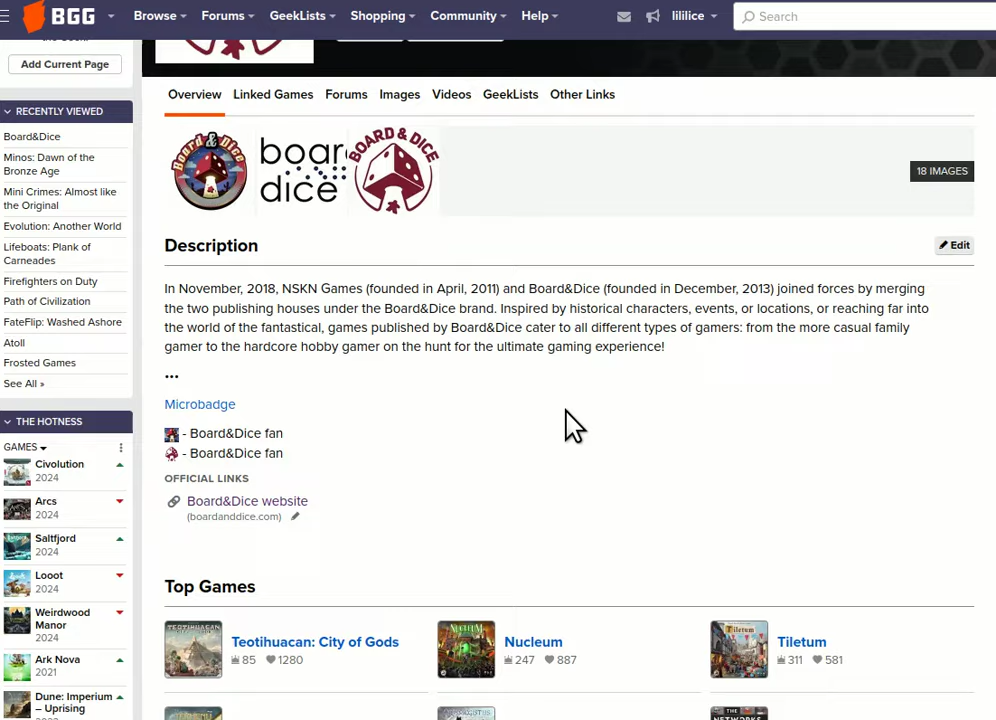 BGG
Browse
Forums
GeekLists
Shopping
Community
Help
lililice
Search
Add Current Page
RECENTLY VIEWED
Board&Dice
Minos: Dawn of the
Bronze Age
Mini Crimes: Almost like
the Original
Evolution: Another World
Lifeboats: Plank of
Carneades
Firefighters on Duty
Path of Civilization
FateFlip: Washed Ashore
Atoll
Frosted Games
See All »
THE HOTNESS
GAMES
Civolution
2024
Arcs
2024
Saltfjord
2024
Looot
2024
Weirdwood
Manor
2024
Ark Nova
2021
Dune: Imperium
– Uprising
Overview
Linked Games
Forums
Images
Videos
GeekLists
Other Links
Board & Dice
boar
dice
BOARD & DICE
18 IMAGES
Description
Edit
In November, 2018, NSKN Games (founded in April, 2011) and Board&Dice (founded in December, 2013) joined forces by merging
the two publishing houses under the Board&Dice brand. Inspired by historical characters, events, or locations, or reaching far into
the world of the fantastical, games published by Board&Dice cater to all different types of gamers: from the more casual family
gamer to the hardcore hobby gamer on the hunt for the ultimate gaming experience!
•••
Microbadge
- Board&Dice fan
- Board&Dice fan
OFFICIAL LINKS
Board&Dice website
(boardanddice.com)
Top Games
TEOTIHUACAN
Teotihuacan: City of Gods
85 1280
NUCLEUM
Nucleum
247 887
Tiletum
Tiletum
311 581
THE
NETWORKS